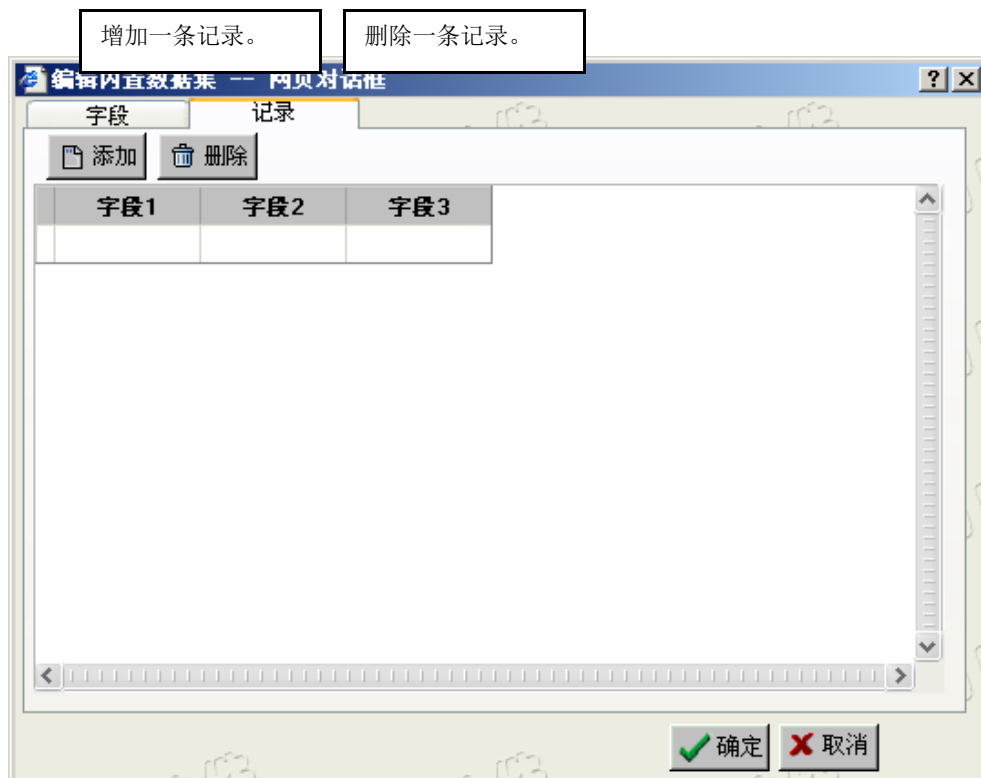 增加一条记录。 删除一条记录。
编辑内置数据集 -- 网页对话框
字段 记录
添加 删除
字段1 字段2 字段3
确定 取消